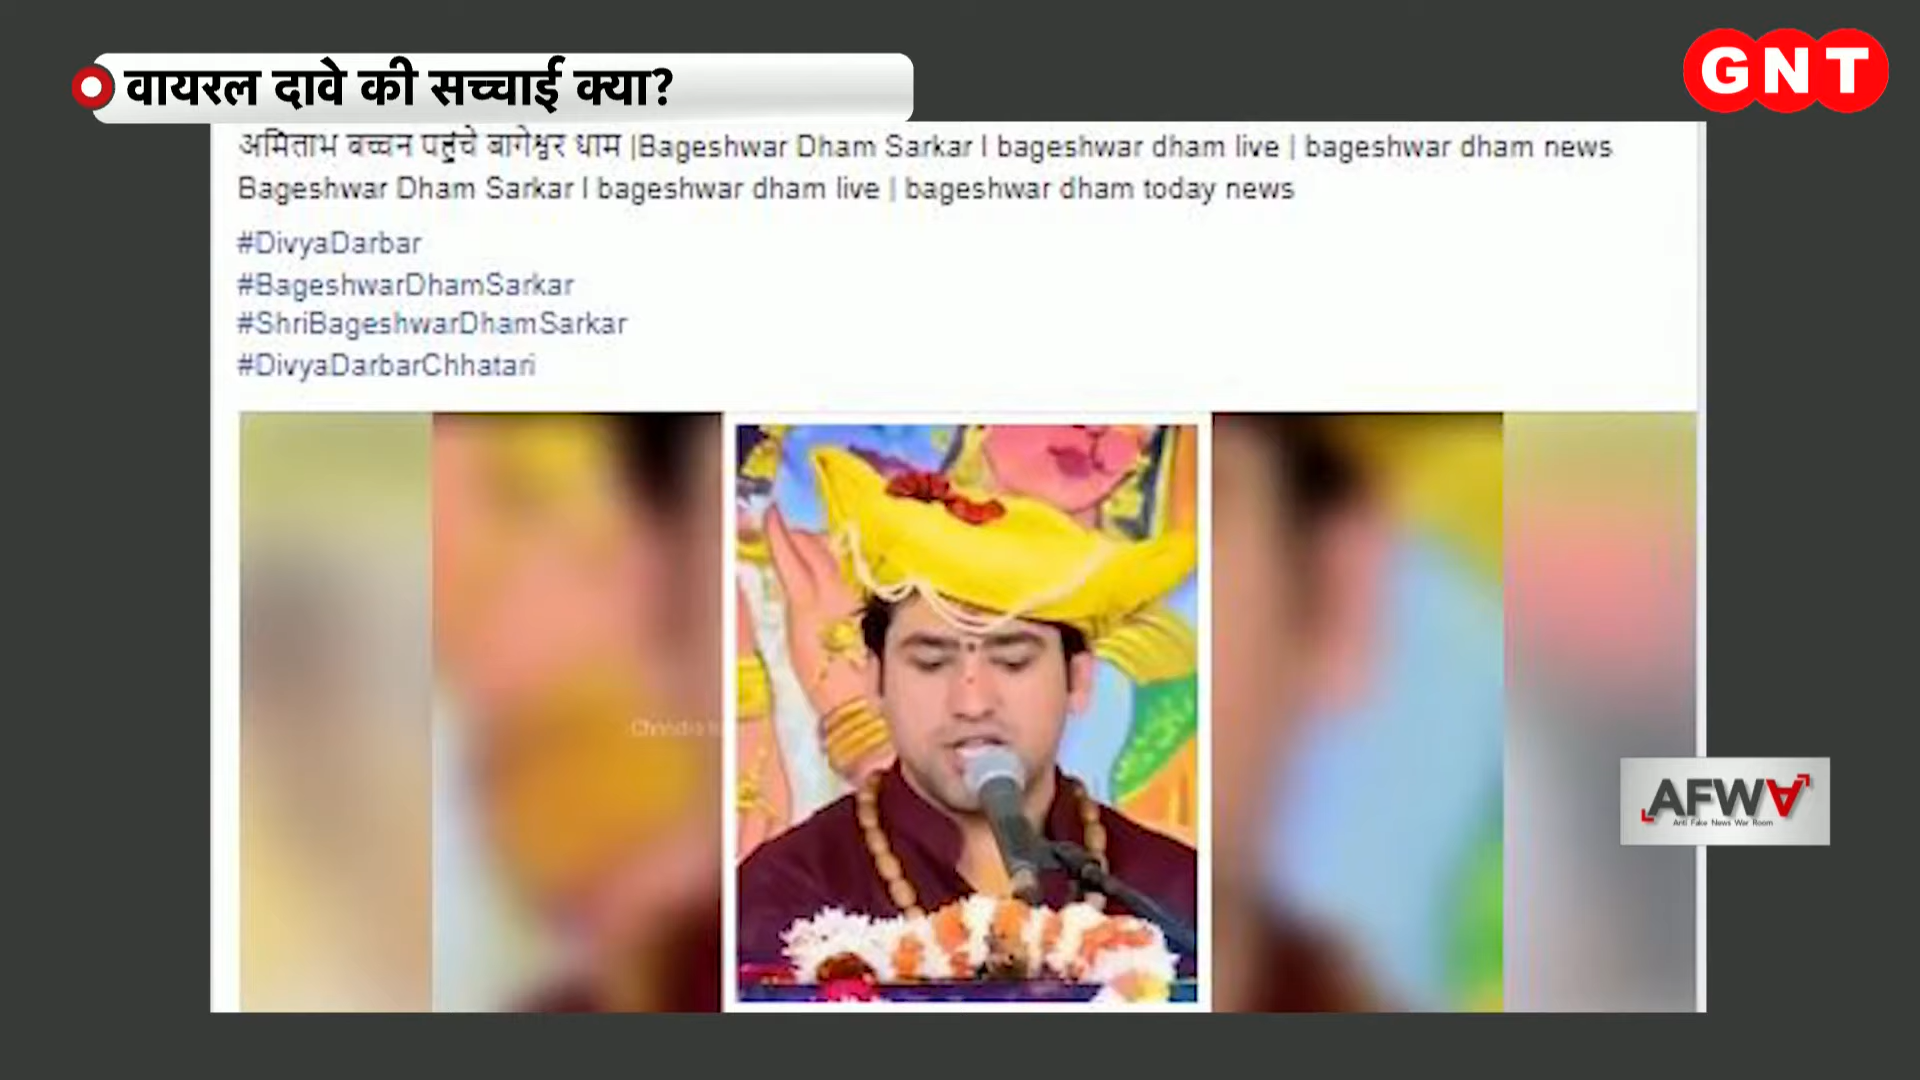 वायरल दावे की सच्चाई क्या?
GNT
अमिताभ बच्चन पहुंचे बागेश्वर धाम |Bageshwar Dham Sarkar l bageshwar dham live | bageshwar dham news
Bageshwar Dham Sarkar l bageshwar dham live | bageshwar dham today news
#DivyaDarbar
#BageshwarDhamSarkar
#ShriBageshwarDhamSarkar
#DivyaDarbarChhatari
AFWA
Anti Fake News War Room